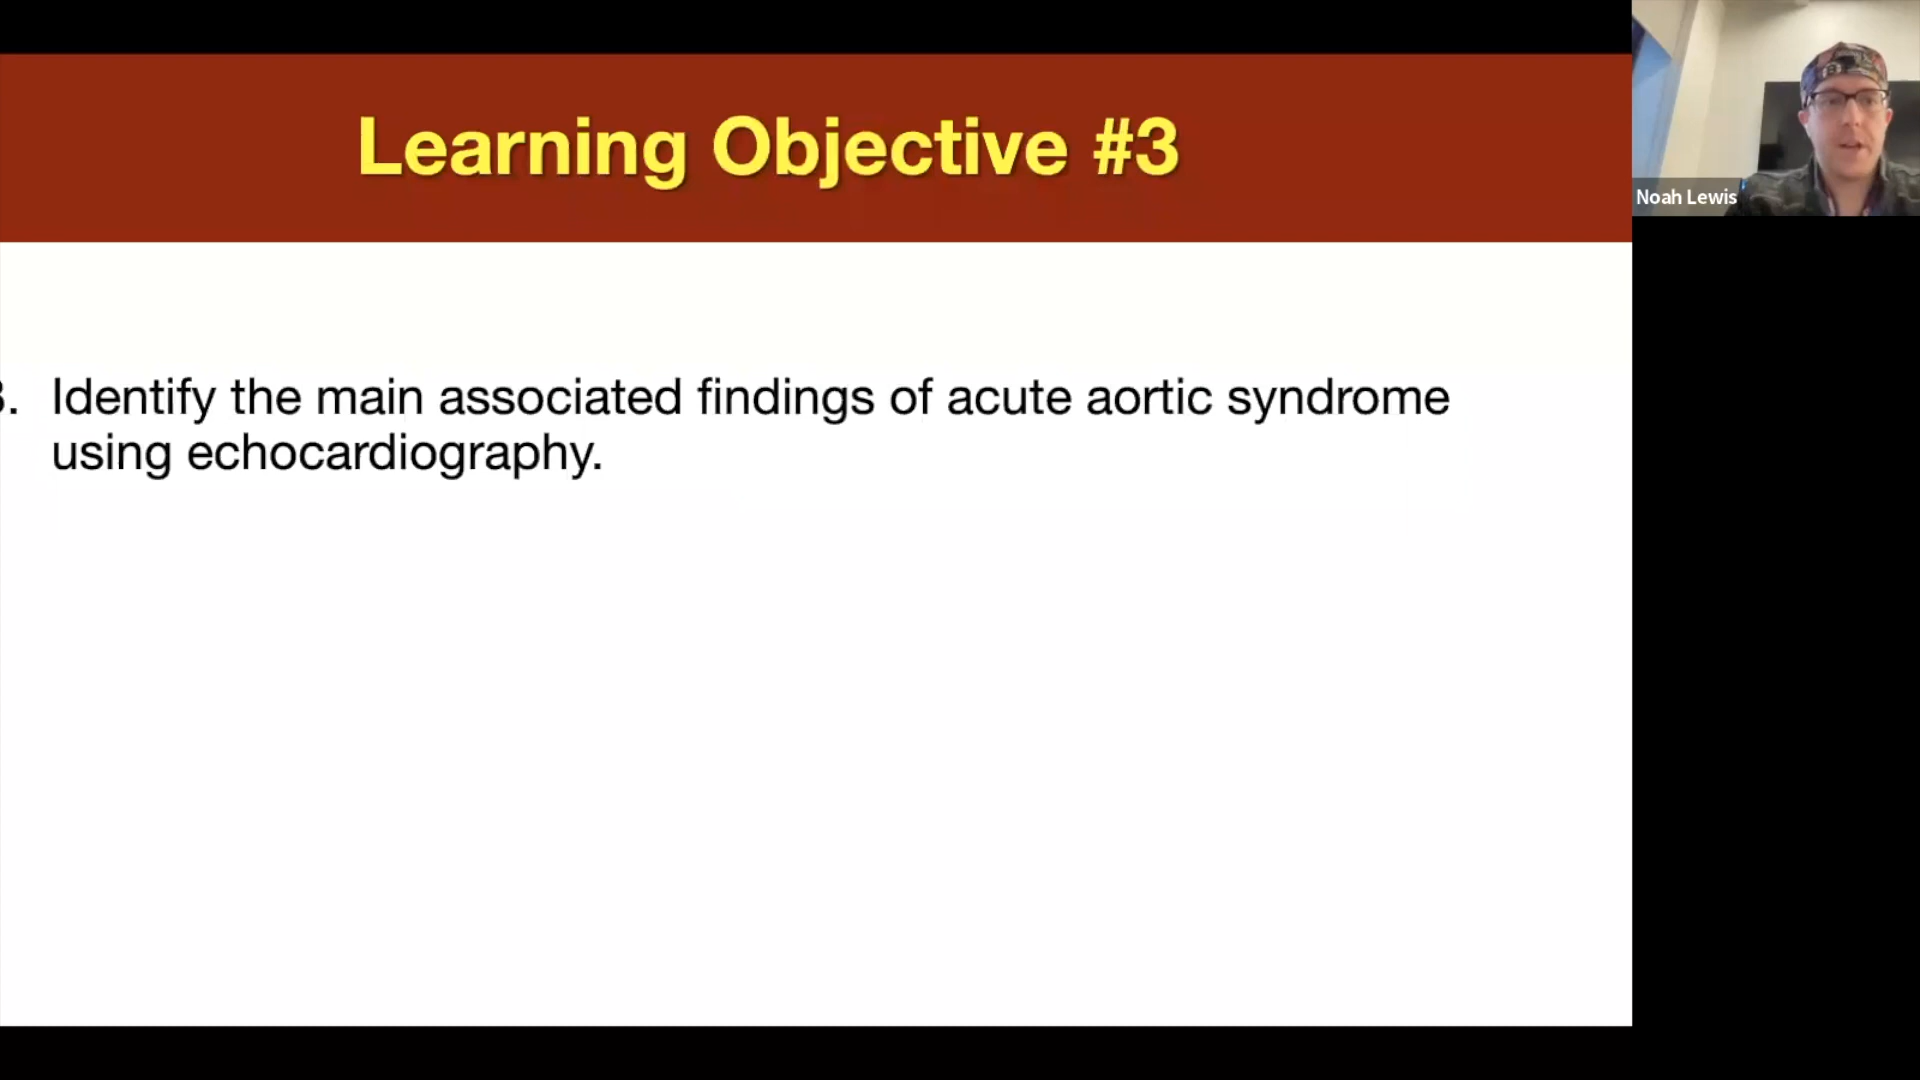 Learning Objective #3
Noah Lewis
3. Identify the main associated findings of acute aortic syndrome
using echocardiography.